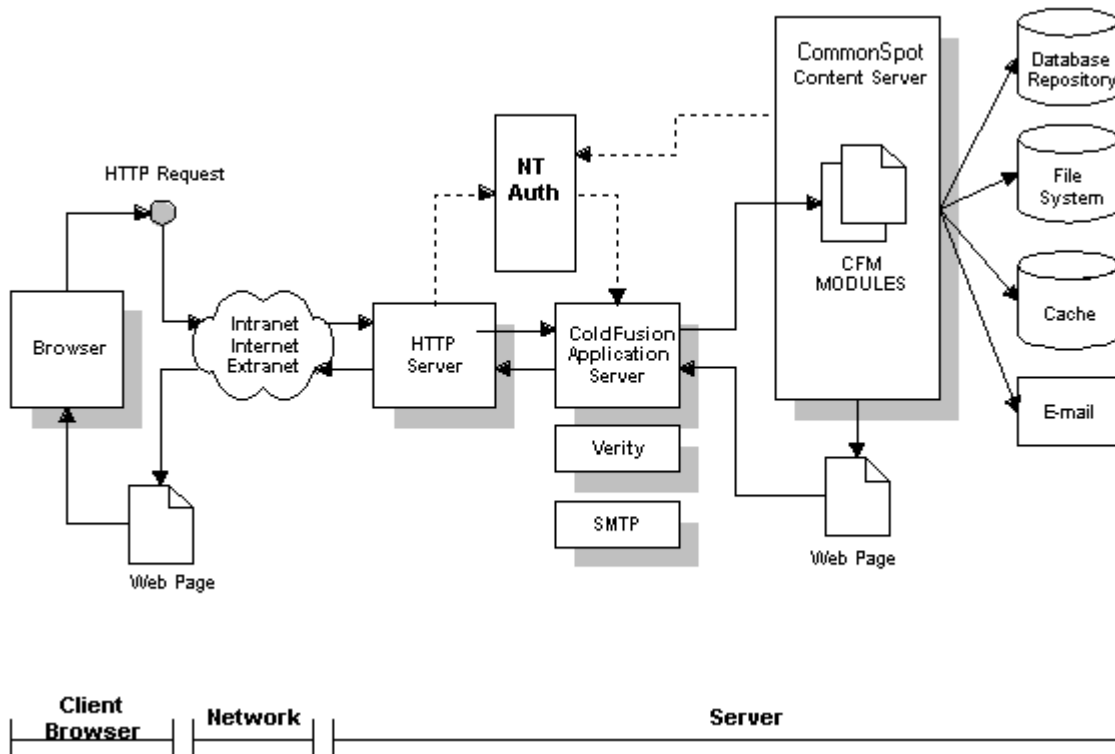 CommonSpot
Content Server
Database
Repository
NT
Auth
HTTP Request
File
System
CFM
MODULES
Intranet
Internet
Extranet
Browser
HTTP
Server
ColdFusion
Application
Server
Cache
E-mail
Verity
SMTP
Web Page
Web Page
Client
Browser
Network
Server